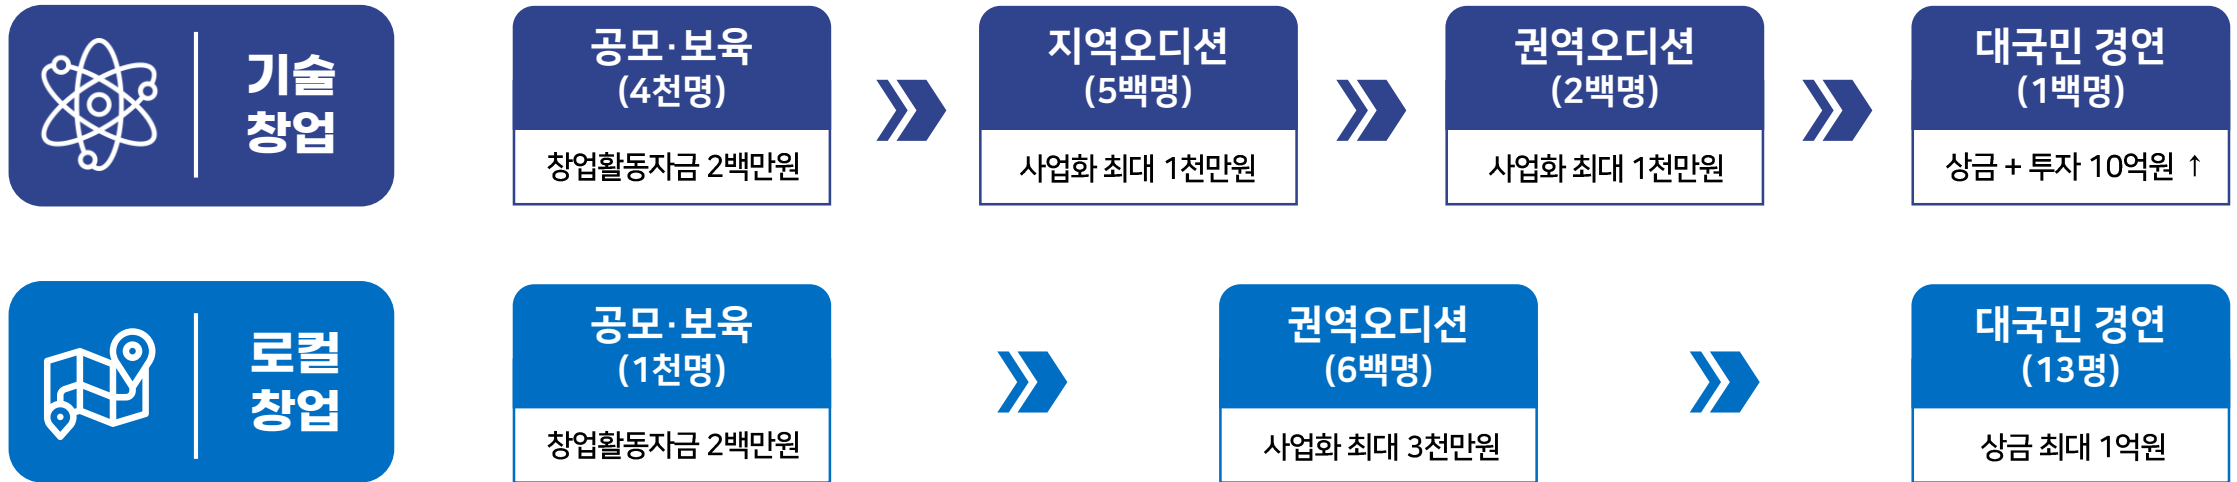 기술
창업
공모·보육
(4천명)
창업활동자금 2백만원
지역오디션
(5백명)
사업화 최대 1천만원
권역오디션
(2백명)
사업화 최대 1천만원
대국민 경연
(1백명)
상금 + 투자 10억원 ↑
로컬
창업
공모·보육
(1천명)
창업활동자금 2백만원
권역오디션
(6백명)
사업화 최대 3천만원
대국민 경연
(13명)
상금 최대 1억원